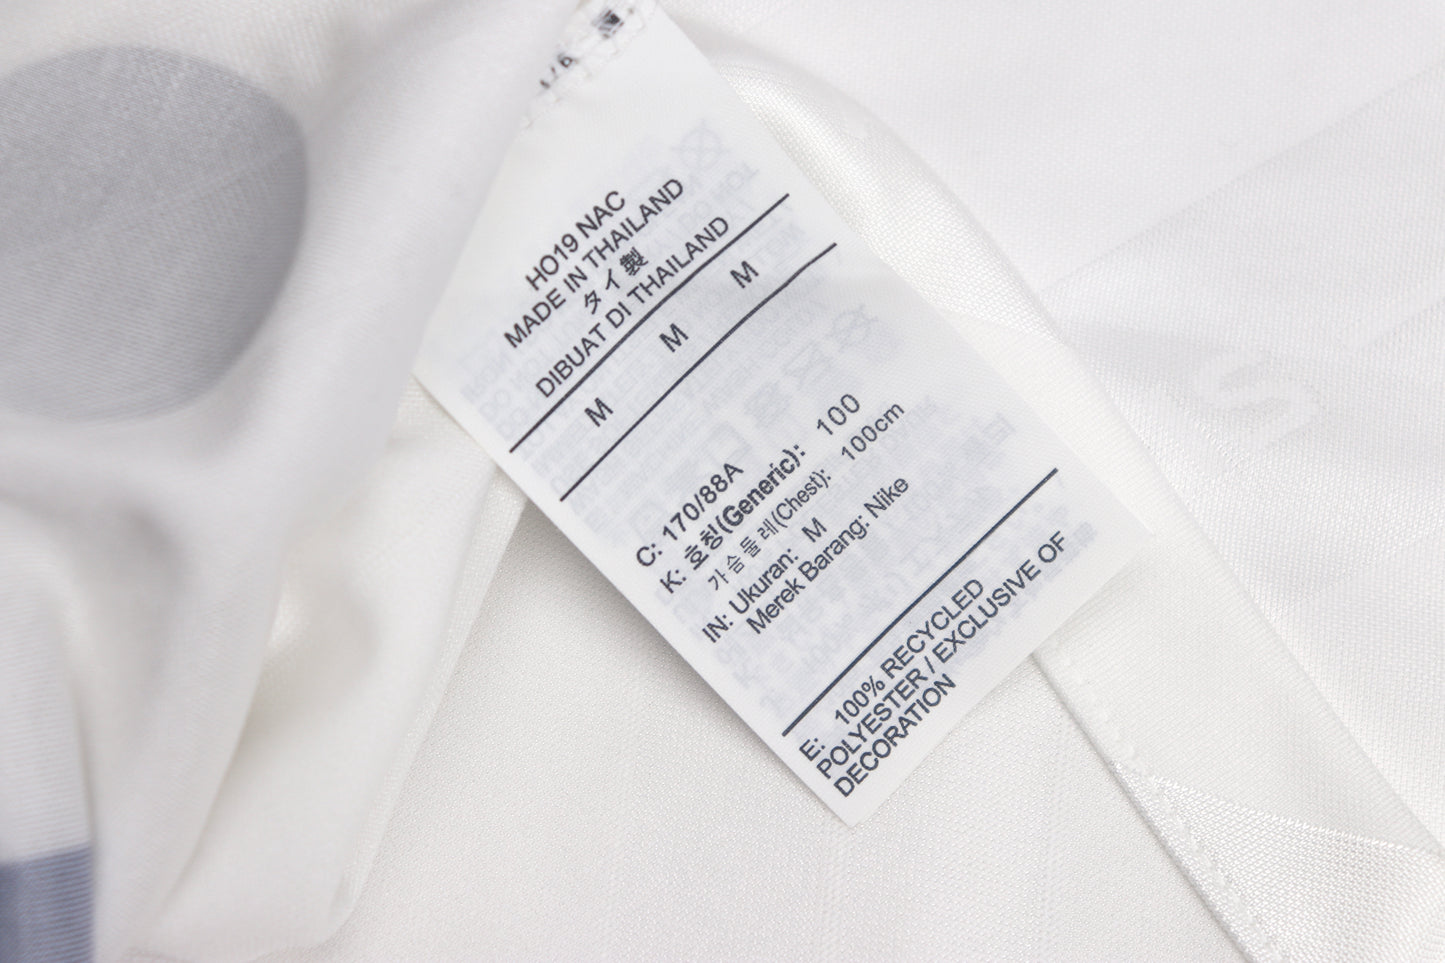 HO19 NAC
MADE IN THAILAND
タイ製
DIBUAT DI THAILAND
M M M
C: 170/88A
K: 호칭(Generic): 100
가슴둘레(Chest): 100cm
IN: Ukuran: M
Merek Barang: Nike
E: 100% RECYCLED
POLYESTER / EXCLUSIVE OF
DECORATION